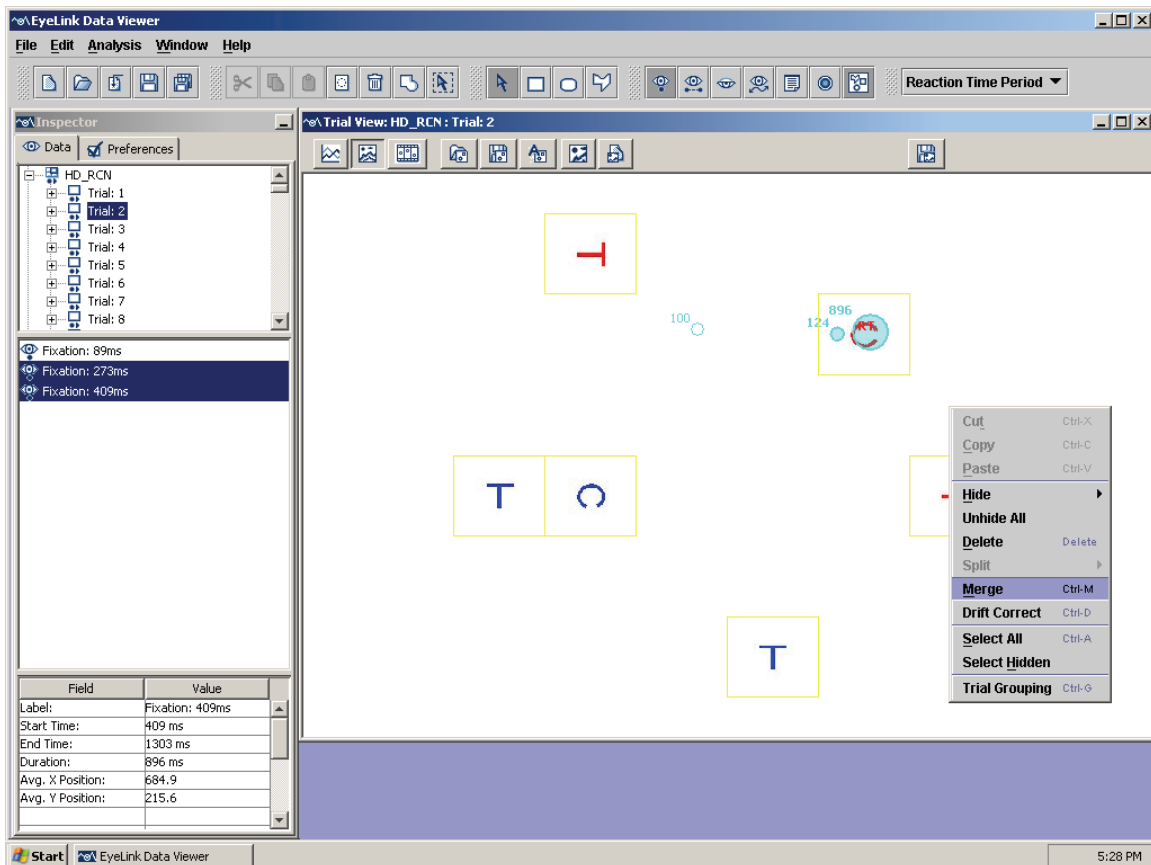 EyeLink Data Viewer
File Edit Analysis Window Help
Reaction Time Period
Inspector
Data Preferences
HD_RCN
Trial: 1
Trial: 2
Trial: 3
Trial: 4
Trial: 5
Trial: 6
Trial: 7
Trial: 8
Fixation: 89ms
Fixation: 273ms
Fixation: 409ms
Field Value
Label: Fixation: 409ms
Start Time: 409 ms
End Time: 1303 ms
Duration: 896 ms
Avg. X Position: 684.9
Avg. Y Position: 215.6
Trial View: HD_RCN : Trial: 2
T
100
896
124
RT
T
C
T
Cut Ctrl-X
Copy Ctrl-C
Paste Ctrl-V
Hide
Unhide All
Delete Delete
Split
Merge Ctrl-M
Drift Correct Ctrl-D
Select All Ctrl-A
Select Hidden
Trial Grouping Ctrl-G
Start EyeLink Data Viewer 5:28 PM